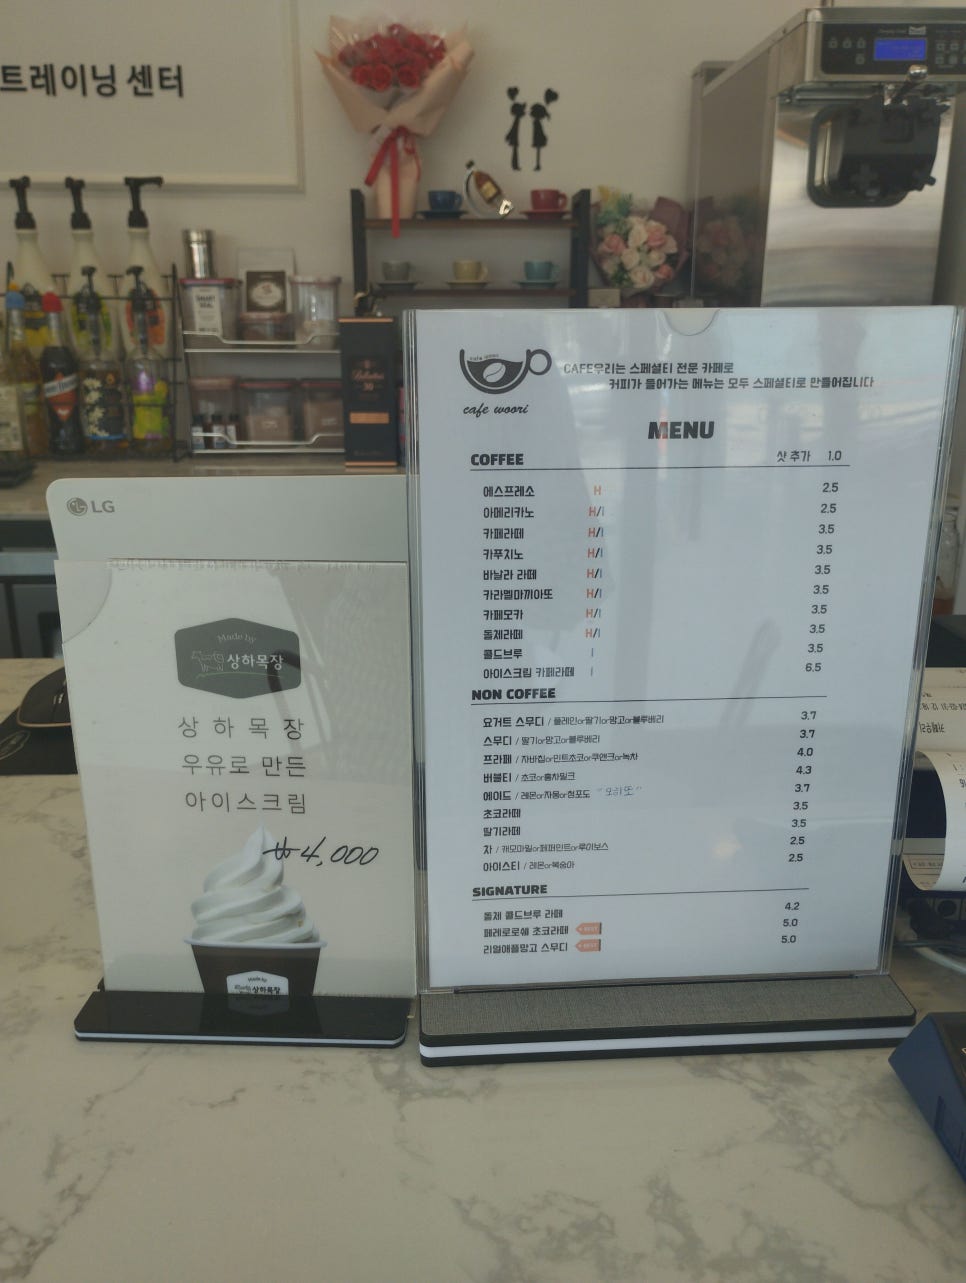 트레이닝 센터
LG
Made by
상하목장
상 하 목 장
우유로 만든
아이스크림
₩4,000
Made by
상하목장
SMART SEAL
Ballantine's
30
cafe woori
cafe woori
CAFE우리는 스페셜티 전문 카페로
커피가 들어가는 메뉴는 모두 스페셜티로 만들어집니다
MENU
COFFEE 샷 추가 1.0
에스프레소 H 2.5
아메리카노 H/I 2.5
카페라떼 H/I 3.5
카푸치노 H/I 3.5
바닐라 라떼 H/I 3.5
카라멜마끼아또 H/I 3.5
카페모카 H/I 3.5
돌체라떼 H/I 3.5
콜드브루 I 3.5
아이스크림 카페라떼 I 6.5
NON COFFEE
요거트 스무디 / 플레인or딸기or망고or블루베리 3.7
스무디 / 딸기or망고or블루베리 3.7
프라페 / 자바칩or민트초코or쿠앤크or녹차 4.0
버블티 / 초코or홍차밀크 4.3
에이드 / 레몬or자몽or청포도 3.7
초코라떼 3.5
딸기라떼 3.5
차 / 캐모마일or페퍼민트or루이보스 2.5
아이스티 / 레몬or복숭아 2.5
SIGNATURE
돌체 콜드브루 라떼 4.2
페레로로쉐 초코라떼 BEST 5.0
리얼애플망고 스무디 BEST 5.0